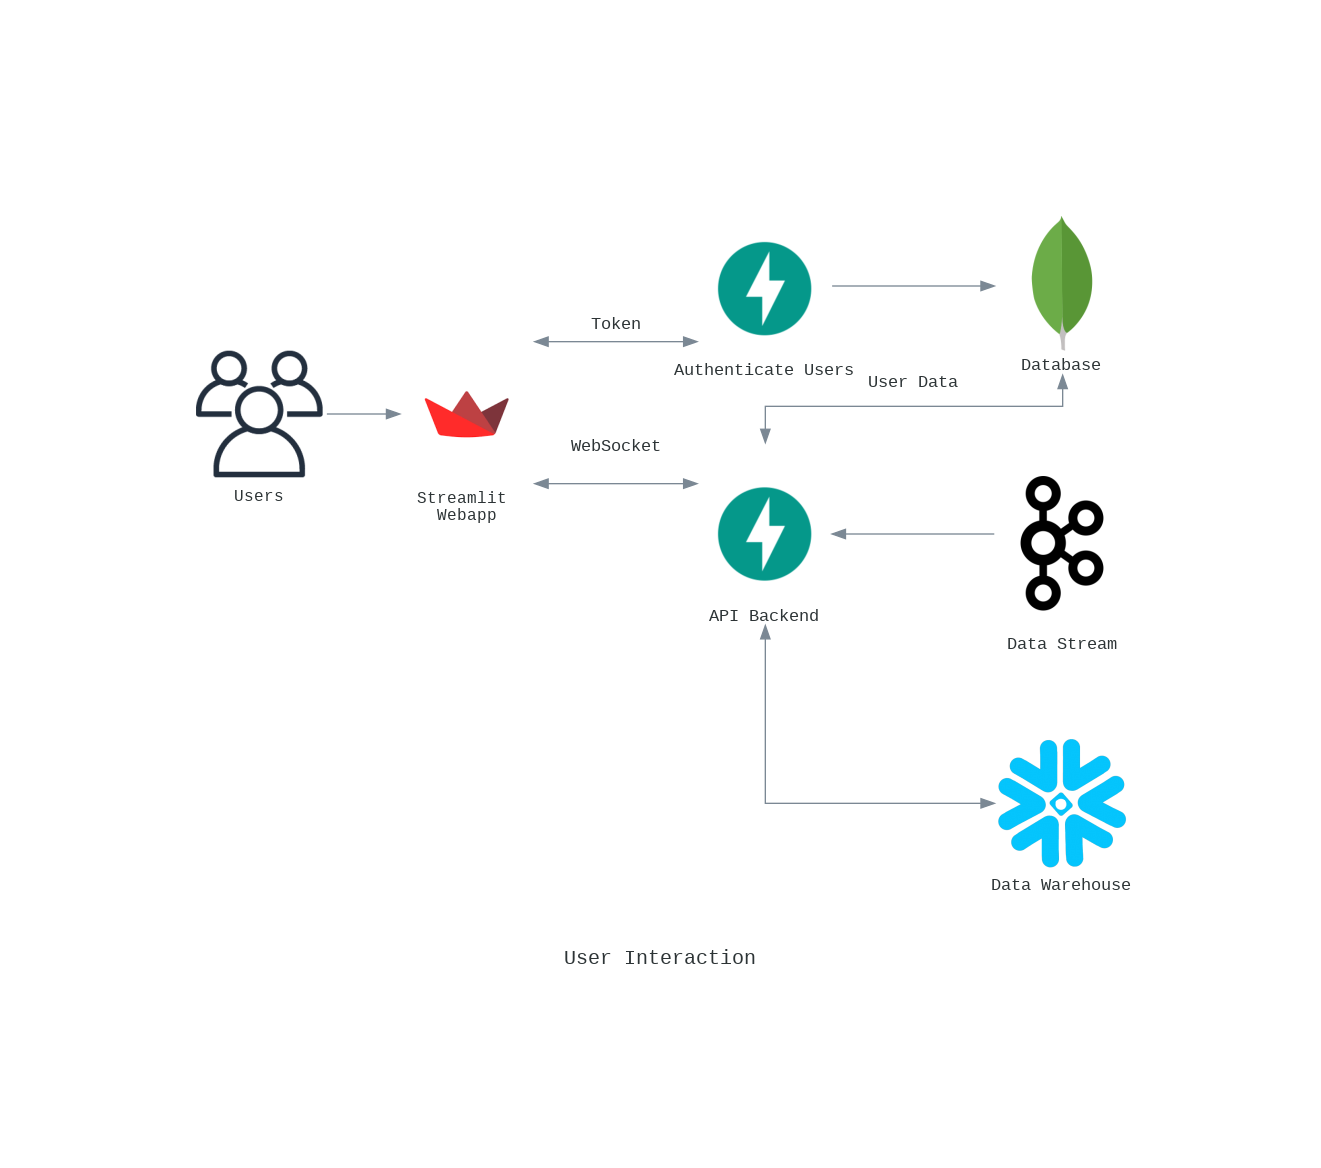 Token
Authenticate Users
Database
User Data
WebSocket
Users
Streamlit
Webapp
API Backend
Data Stream
Data Warehouse
User Interaction